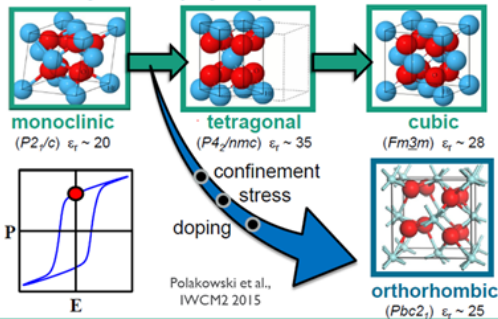 monoclinic
(P2₁/c) εᵣ ~ 20
tetragonal
(P4₂/nmc) εᵣ ~ 35
cubic
(Fm3m) εᵣ ~ 28
confinement
stress
doping
P
E
Polakowski et al.,
IWCM2 2015
orthorhombic
(Pbc2₁) εᵣ ~ 25